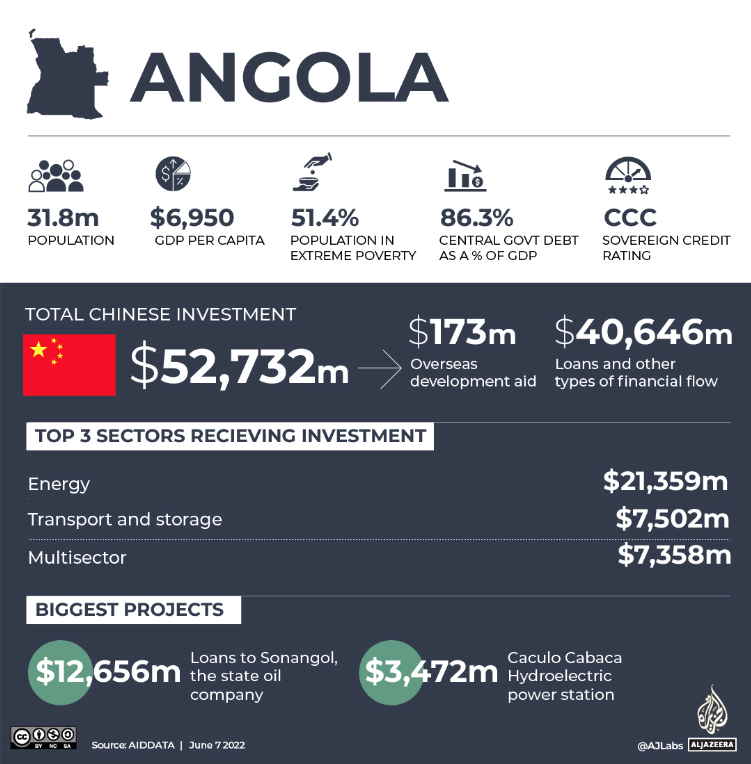 ANGOLA
31.8m
POPULATION
$6,950
GDP PER CAPITA
51.4%
POPULATION IN
EXTREME POVERTY
86.3%
CENTRAL GOVT DEBT
AS A % OF GDP
CCC
SOVEREIGN CREDIT
RATING
TOTAL CHINESE INVESTMENT
$52,732m
$173m
Overseas
development aid
$40,646m
Loans and other
types of financial flow
TOP 3 SECTORS RECIEVING INVESTMENT
Energy $21,359m
Transport and storage $7,502m
Multisector $7,358m
BIGGEST PROJECTS
$12,656m
Loans to Sonangol,
the state oil
company
$3,472m
Caculo Cabaca
Hydroelectric
power station
CC BY NC SA
Source: AIDDATA | June 7 2022
@AJLabs
ALJAZEERA